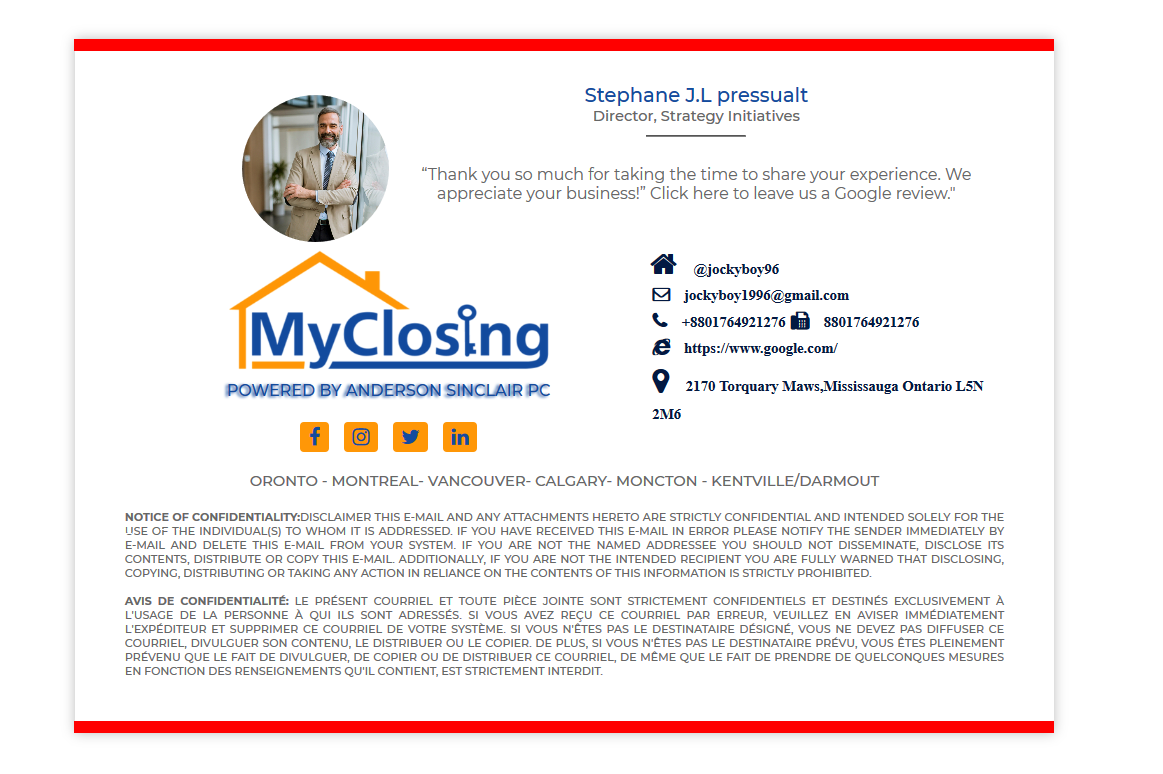 Stephane J.L pressualt
Director, Strategy Initiatives
“Thank you so much for taking the time to share your experience. We
appreciate your business!” Click here to leave us a Google review."
@jockyboy96
jockyboy1996@gmail.com
+8801764921276 8801764921276
https://www.google.com/
2170 Torquary Maws,Mississauga Ontario L5N
2M6
MyClosing
POWERED BY ANDERSON SINCLAIR PC
ORONTO - MONTREAL- VANCOUVER- CALGARY- MONCTON - KENTVILLE/DARMOUT
NOTICE OF CONFIDENTIALITY:DISCLAIMER THIS E-MAIL AND ANY ATTACHMENTS HERETO ARE STRICTLY CONFIDENTIAL AND INTENDED SOLELY FOR THE
USE OF THE INDIVIDUAL(S) TO WHOM IT IS ADDRESSED. IF YOU HAVE RECEIVED THIS E-MAIL IN ERROR PLEASE NOTIFY THE SENDER IMMEDIATELY BY
E-MAIL AND DELETE THIS E-MAIL FROM YOUR SYSTEM. IF YOU ARE NOT THE NAMED ADDRESSEE YOU SHOULD NOT DISSEMINATE, DISCLOSE ITS
CONTENTS, DISTRIBUTE OR COPY THIS E-MAIL. ADDITIONALLY, IF YOU ARE NOT THE INTENDED RECIPIENT YOU ARE FULLY WARNED THAT DISCLOSING,
COPYING, DISTRIBUTING OR TAKING ANY ACTION IN RELIANCE ON THE CONTENTS OF THIS INFORMATION IS STRICTLY PROHIBITED.
AVIS DE CONFIDENTIALITÉ: LE PRÉSENT COURRIEL ET TOUTE PIÈCE JOINTE SONT STRICTEMENT CONFIDENTIELS ET DESTINÉS EXCLUSIVEMENT À
L'USAGE DE LA PERSONNE À QUI ILS SONT ADRESSÉS. SI VOUS AVEZ REÇU CE COURRIEL PAR ERREUR, VEUILLEZ EN AVISER IMMÉDIATEMENT
L'EXPÉDITEUR ET SUPPRIMER CE COURRIEL DE VOTRE SYSTÈME. SI VOUS N'ÊTES PAS LE DESTINATAIRE DÉSIGNÉ, VOUS NE DEVEZ PAS DIFFUSER CE
COURRIEL, DIVULGUER SON CONTENU, LE DISTRIBUER OU LE COPIER. DE PLUS, SI VOUS N'ÊTES PAS LE DESTINATAIRE PRÉVU, VOUS ÊTES PLEINEMENT
PRÉVENU QUE LE FAIT DE DIVULGUER, DE COPIER OU DE DISTRIBUER CE COURRIEL, DE MÊME QUE LE FAIT DE PRENDRE DE QUELCONQUES MESURES
EN FONCTION DES RENSEIGNEMENTS QU'IL CONTIENT, EST STRICTEMENT INTERDIT.